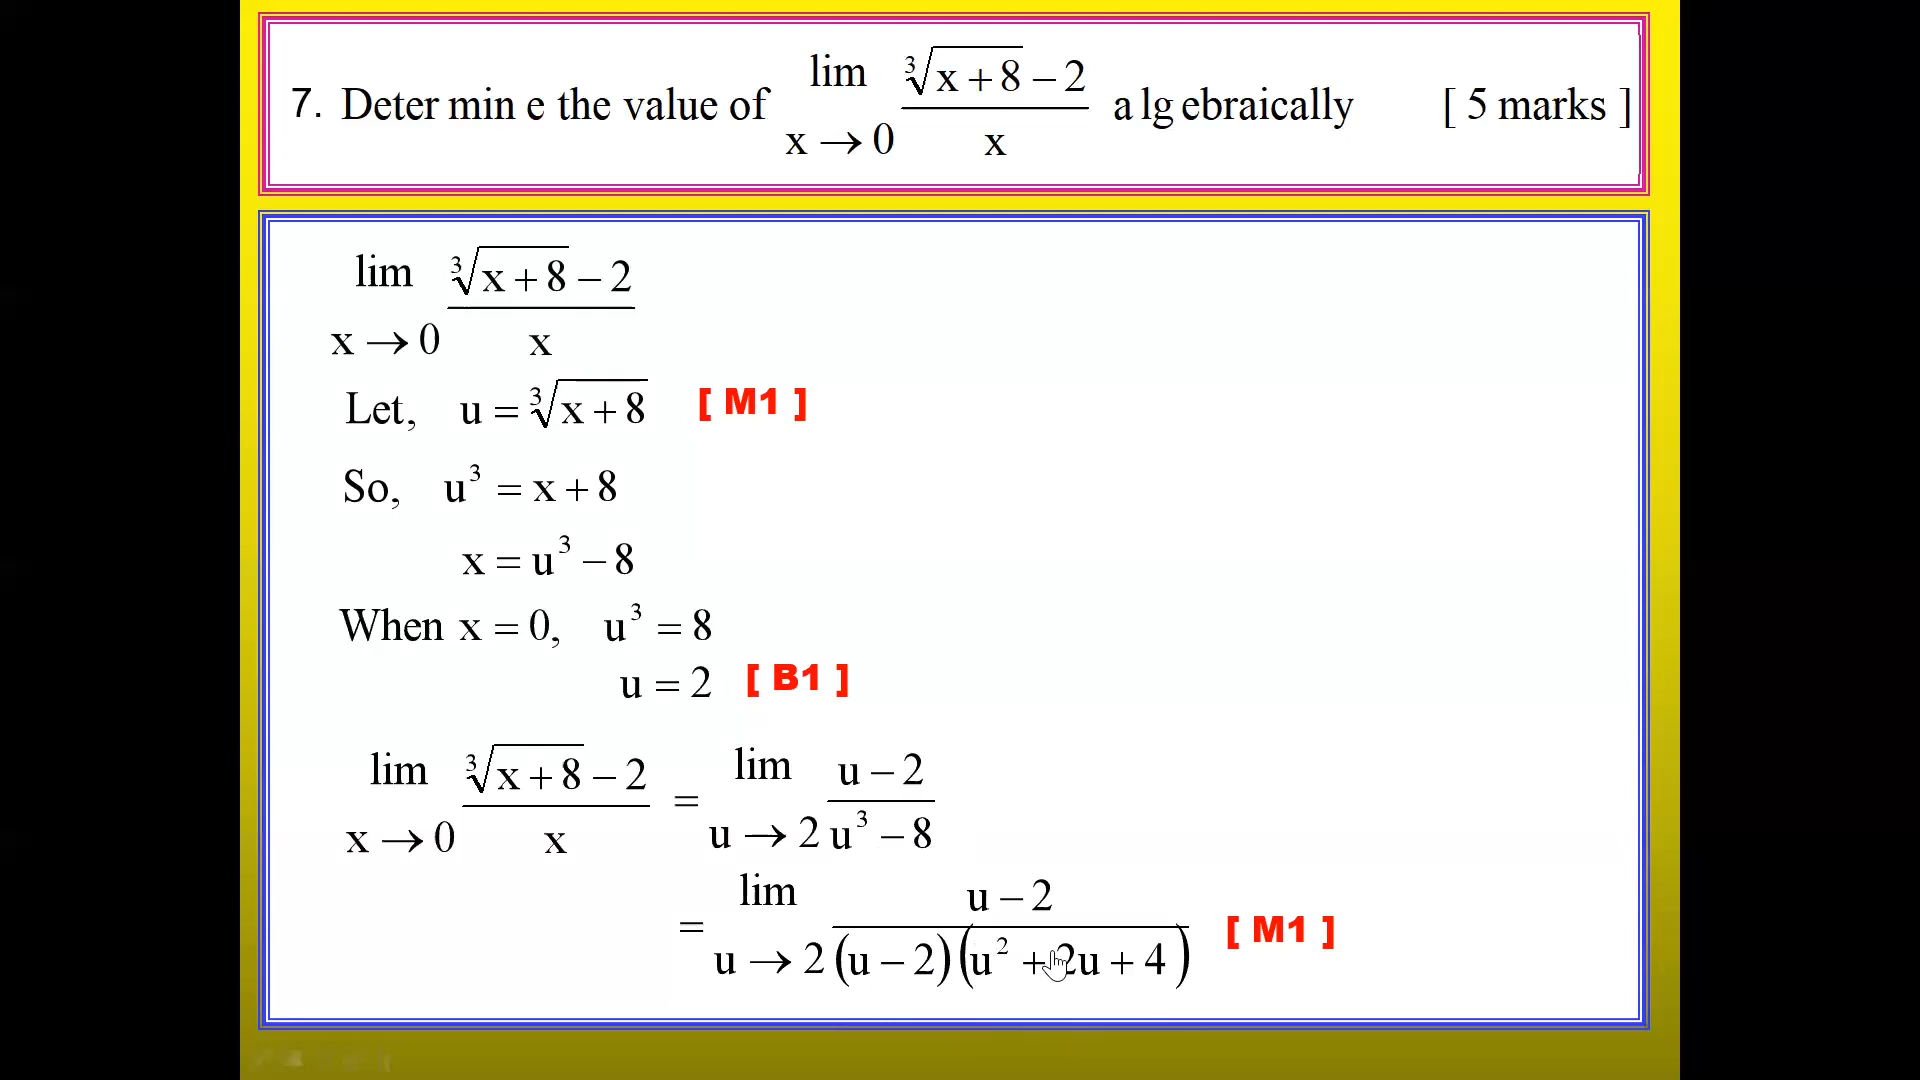 7. Deter min e the value of lim x → 0 ∛(x + 8) − 2 / x a lg ebraically [ 5 marks ]
lim x → 0 ∛(x + 8) − 2 / x
Let, u = ∛(x + 8) [ M1 ]
So, u³ = x + 8
x = u³ − 8
When x = 0, u³ = 8
u = 2 [ B1 ]
lim x → 0 ∛(x + 8) − 2 / x = lim u → 2 u − 2 / u³ − 8
= lim u → 2 u − 2 / (u − 2)(u² + 2u + 4) [ M1 ]